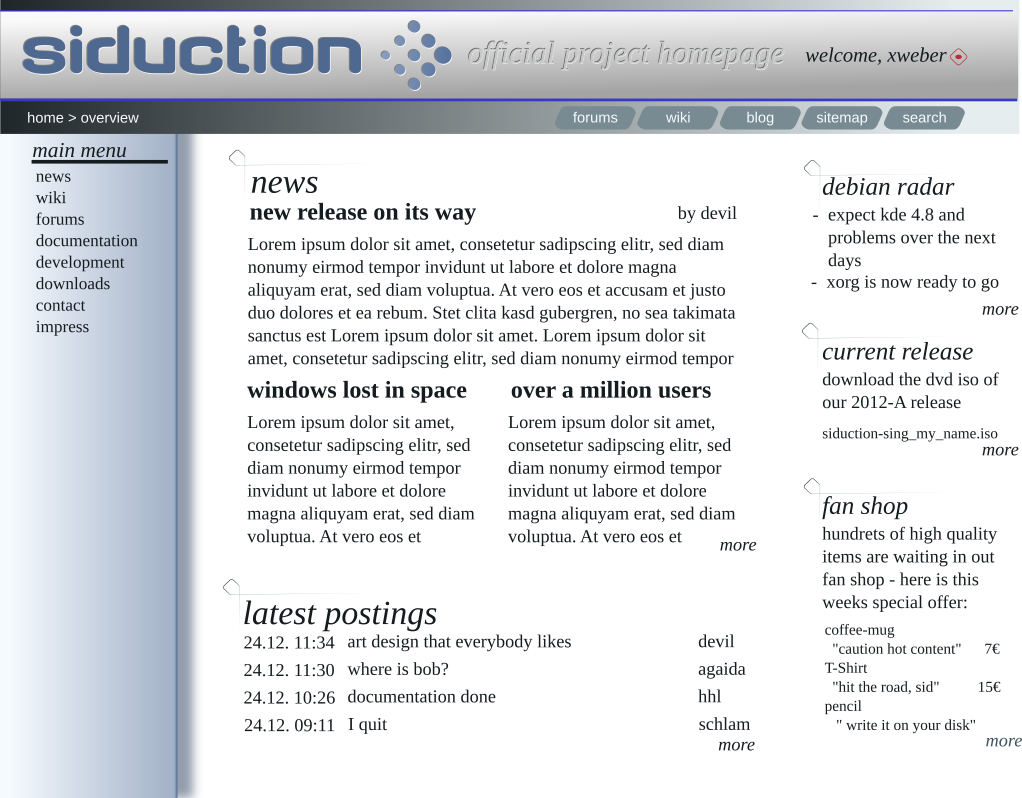 siduction official project homepage welcome, xweber
home > overview forums wiki blog sitemap search
main menu
news
wiki
forums
documentation
development
downloads
contact
impress
news
new release on its way by devil
Lorem ipsum dolor sit amet, consetetur sadipscing elitr, sed diam
nonumy eirmod tempor invidunt ut labore et dolore magna
aliquyam erat, sed diam voluptua. At vero eos et accusam et justo
duo dolores et ea rebum. Stet clita kasd gubergren, no sea takimata
sanctus est Lorem ipsum dolor sit amet. Lorem ipsum dolor sit
amet, consetetur sadipscing elitr, sed diam nonumy eirmod tempor
windows lost in space
Lorem ipsum dolor sit amet,
consetetur sadipscing elitr, sed
diam nonumy eirmod tempor
invidunt ut labore et dolore
magna aliquyam erat, sed diam
voluptua. At vero eos et
over a million users
Lorem ipsum dolor sit amet,
consetetur sadipscing elitr, sed
diam nonumy eirmod tempor
invidunt ut labore et dolore
magna aliquyam erat, sed diam
voluptua. At vero eos et
more
latest postings
24.12. 11:34 art design that everybody likes devil
24.12. 11:30 where is bob? agaida
24.12. 10:26 documentation done hhl
24.12. 09:11 I quit schlam
more
debian radar
- expect kde 4.8 and
problems over the next
days
- xorg is now ready to go
more
current release
download the dvd iso of
our 2012-A release
siduction-sing_my_name.iso
more
fan shop
hundrets of high quality
items are waiting in out
fan shop - here is this
weeks special offer:
coffee-mug
"caution hot content" 7€
T-Shirt
"hit the road, sid" 15€
pencil
" write it on your disk"
more